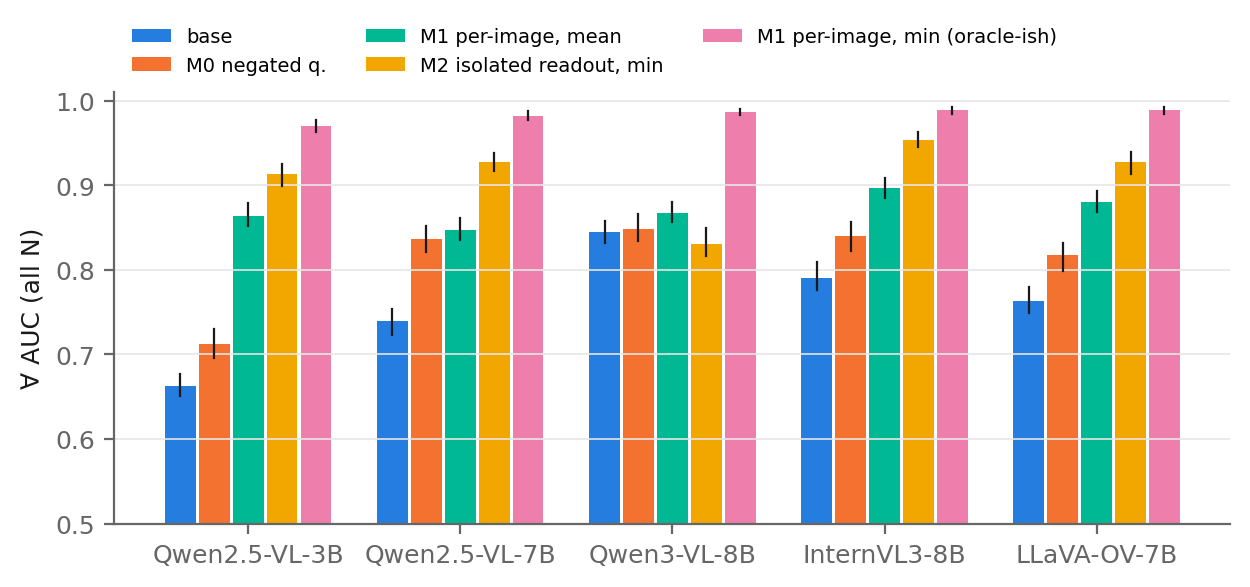 base
M0 negated q.
M1 per-image, mean
M2 isolated readout, min
M1 per-image, min (oracle-ish)
∀ AUC (all N)
1.0
0.9
0.8
0.7
0.6
0.5
Qwen2.5-VL-3B
Qwen2.5-VL-7B
Qwen3-VL-8B
InternVL3-8B
LLaVA-OV-7B